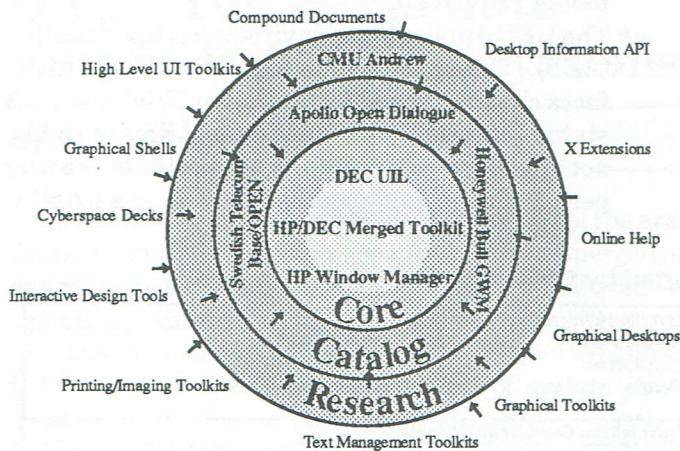 Compound Documents
CMU Andrew
Desktop Information API
High Level UI Toolkits
Apollo Open Dialogue
Graphical Shells
X Extensions
DEC UIL
Swedish Telecom
Base/OPEN
Honeywell Bull GWM
Cyberspace Decks
HP/DEC Merged Toolkit
Online Help
HP Window Manager
Interactive Design Tools
Core
Catalog
Graphical Desktops
Research
Printing/Imaging Toolkits
Graphical Toolkits
Text Management Toolkits